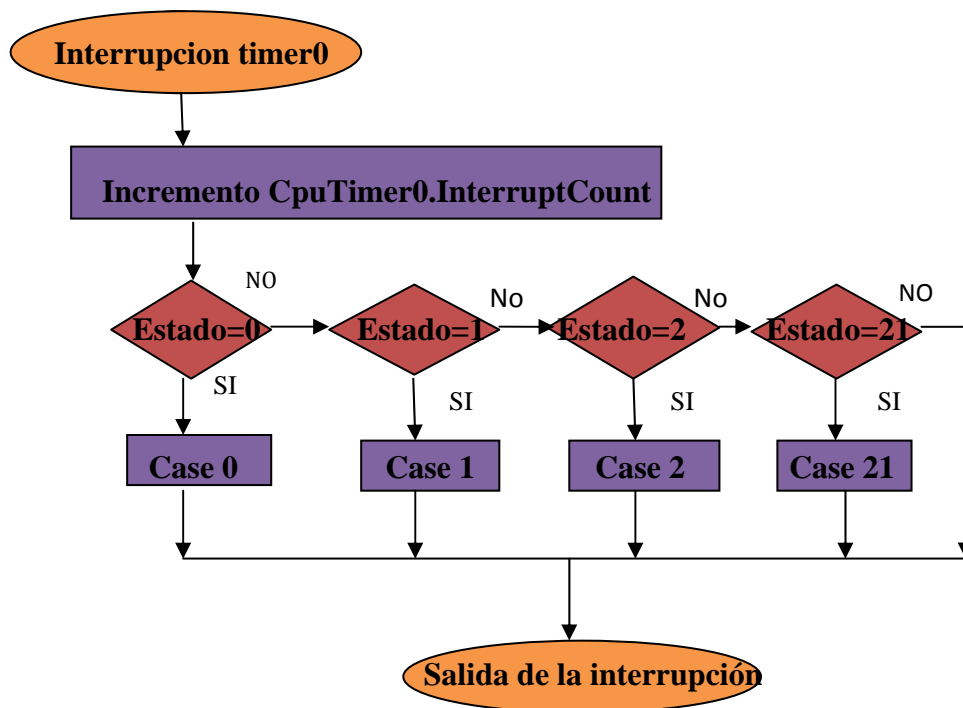 Interrupcion timer0
Incremento CpuTimer0.InterruptCount
NO
No
No
NO
Estado=0
Estado=1
Estado=2
Estado=21
SI
SI
SI
SI
Case 0
Case 1
Case 2
Case 21
Salida de la interrupción